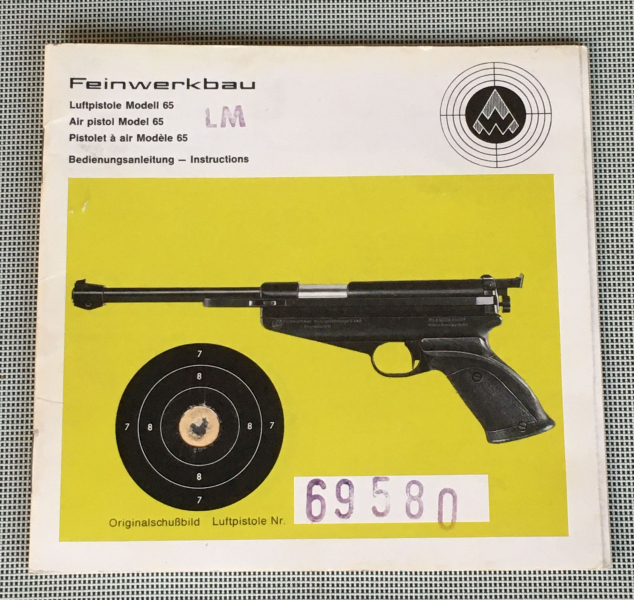 Feinwerkbau
Luftpistole Modell 65
Air pistol Model 65
Pistolet à air Modèle 65
LM
Bedienungsanleitung — Instructions
7
8
7 8 8 7
8
7
Originalschußbild Luftpistole Nr. 69580